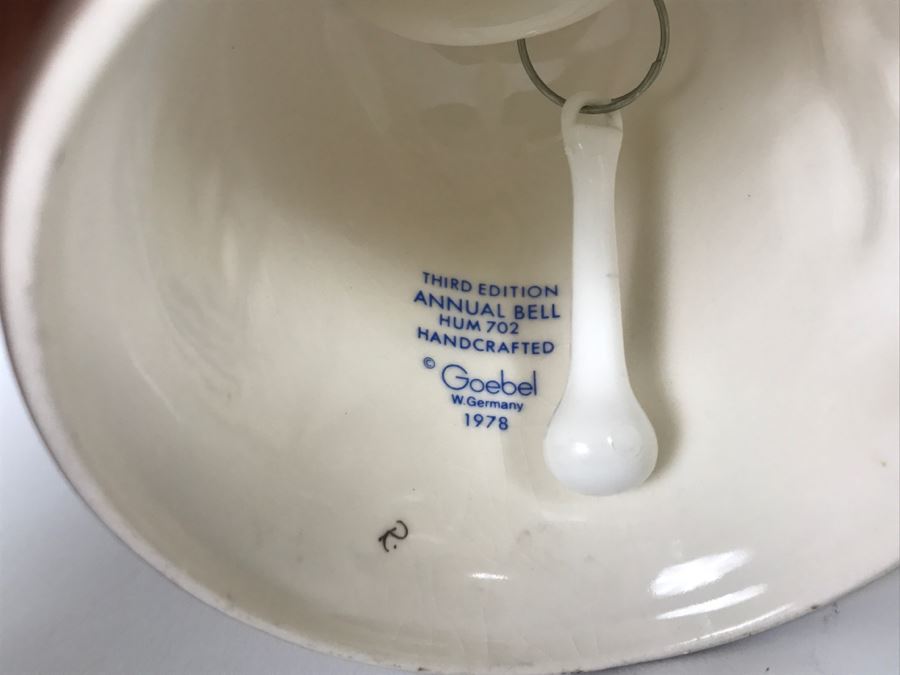 THIRD EDITION
ANNUAL BELL
HUM 702
HANDCRAFTED
© Goebel
W.Germany
1978
R.